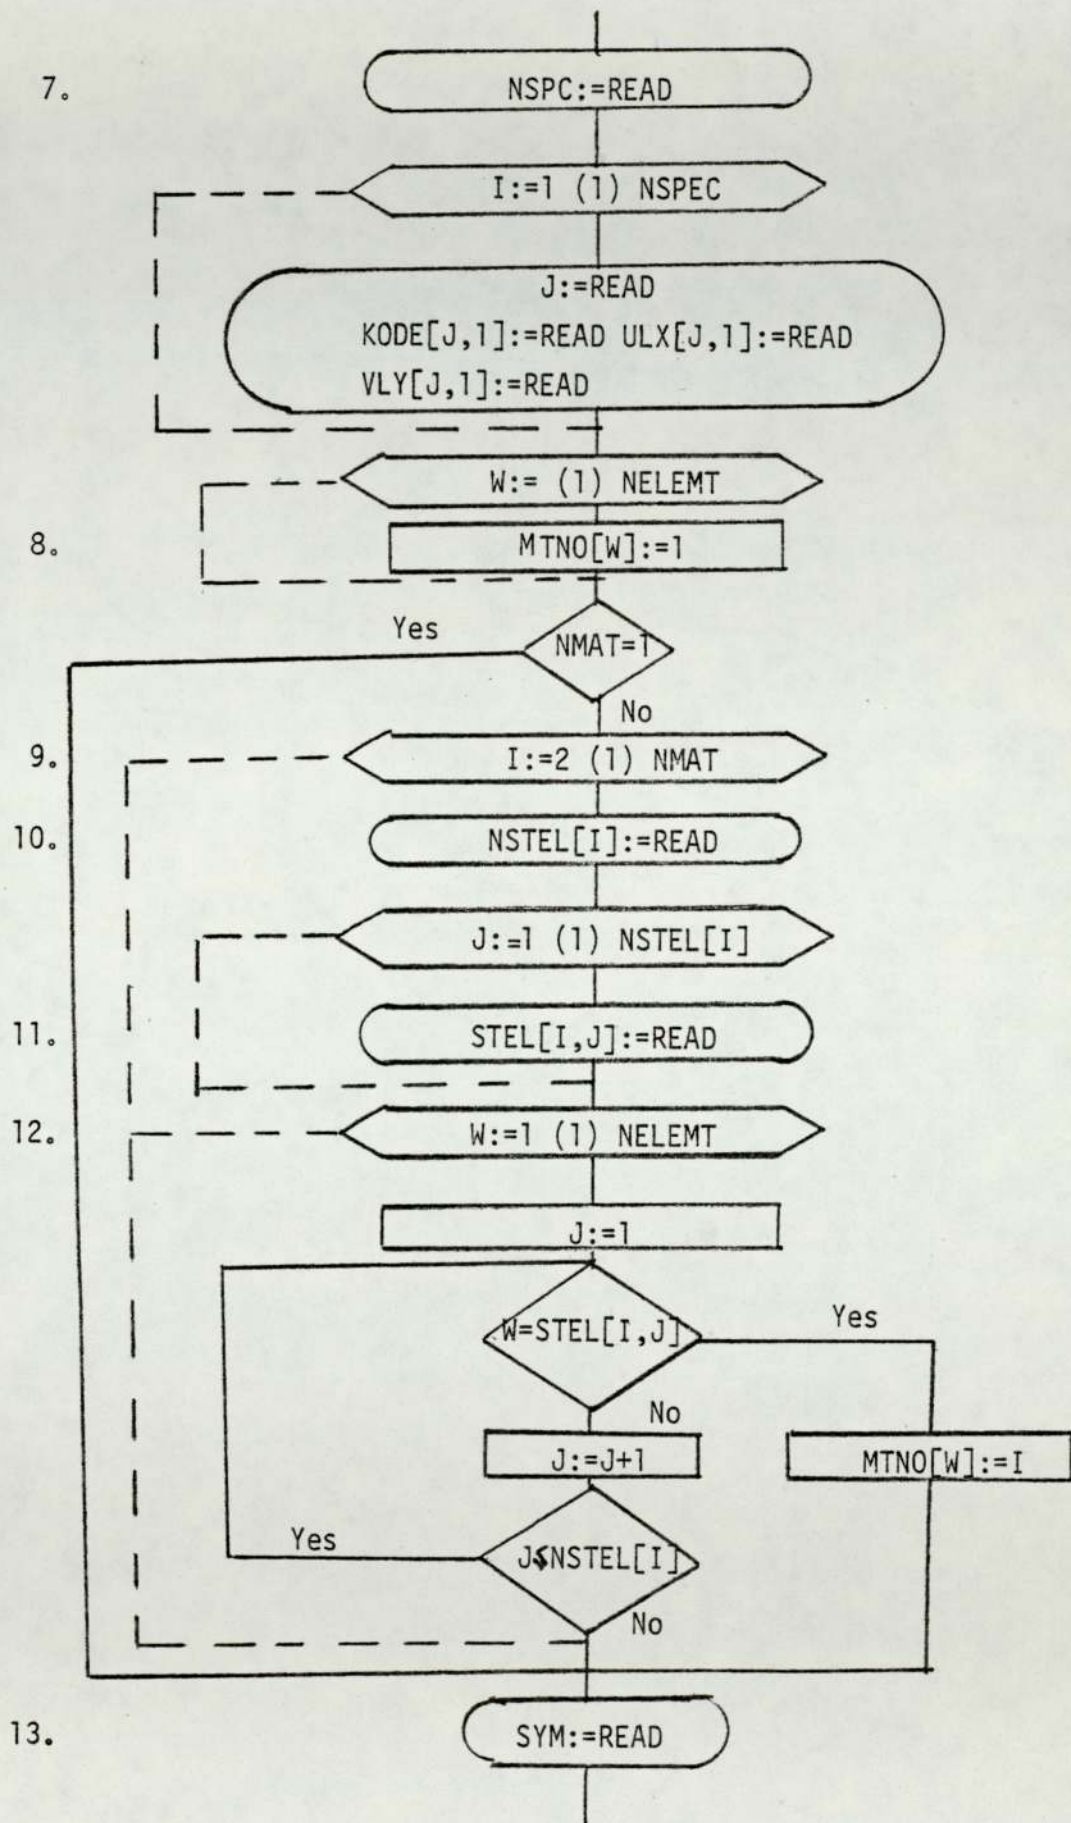 7.
NSPC:=READ
I:=1 (1) NSPEC
J:=READ
KODE[J,1]:=READ ULX[J,1]:=READ
VLY[J,1]:=READ
W:= (1) NELEMT
8.
MTNO[W]:=1
Yes
NMAT=1
No
9.
I:=2 (1) NMAT
10.
NSTEL[I]:=READ
J:=1 (1) NSTEL[I]
11.
STEL[I,J]:=READ
12.
W:=1 (1) NELEMT
J:=1
W=STEL[I,J]
Yes
No
J:=J+1
MTNO[W]:=I
Yes
J≤NSTEL[I]
No
13.
SYM:=READ